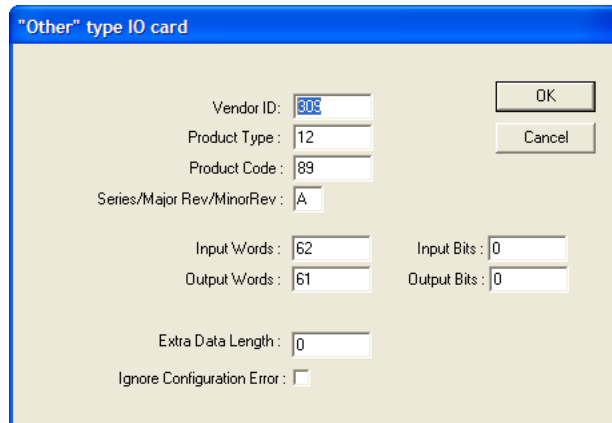 "Other" type IO card
Vendor ID: 309
OK
Product Type : 12
Cancel
Product Code : 89
Series/Major Rev/MinorRev : A
Input Words : 62
Input Bits : 0
Output Words : 61
Output Bits : 0
Extra Data Length : 0
Ignore Configuration Error :